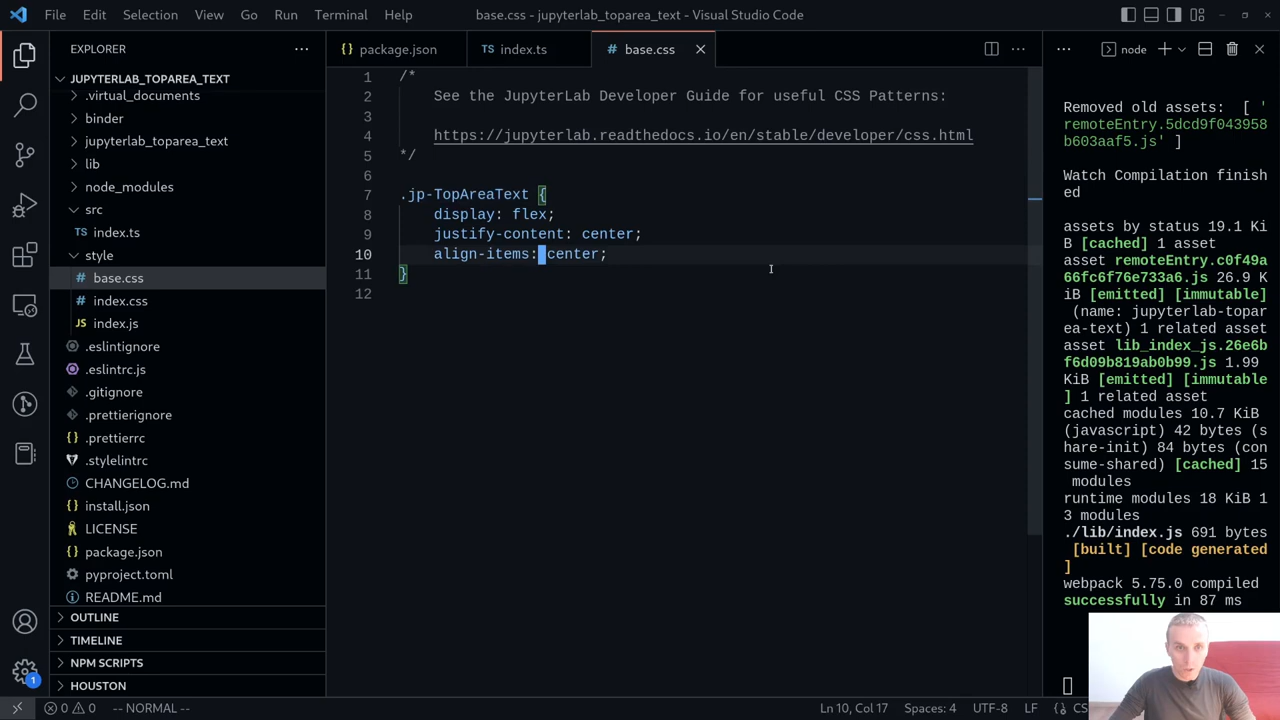 File Edit Selection View Go Run Terminal Help
base.css - jupyterlab_toparea_text - Visual Studio Code
EXPLORER
JUPYTERLAB_TOPAREA_TEXT
.virtual_documents
binder
jupyterlab_toparea_text
lib
node_modules
src
TS index.ts
style
# base.css
# index.css
JS index.js
.eslintignore
.eslintrc.js
.gitignore
.prettierignore
{} .prettierrc
.stylelintrc
CHANGELOG.md
{} install.json
LICENSE
{} package.json
pyproject.toml
README.md
OUTLINE
TIMELINE
NPM SCRIPTS
HOUSTON
1
{} package.json
TS index.ts
# base.css
1 /*
2 See the JupyterLab Developer Guide for useful CSS Patterns:
3
4 https://jupyterlab.readthedocs.io/en/stable/developer/css.html
5 */
6
7 .jp-TopAreaText {
8 display: flex;
9 justify-content: center;
10 align-items: center;
11 }
12
node
Removed old assets:  [ '
remoteEntry.5dcd9f043958
b603aaf5.js' ]
Watch Compilation finish
ed
assets by status 19.1 Ki
B [cached] 1 asset
asset remoteEntry.c0f49a
66fc6f76e733a6.js 26.9 K
iB [emitted] [immutable]
(name: jupyterlab-topar
ea-text) 1 related asset
asset lib_index_js.26e6b
f6d09b819ab0b99.js 1.99
KiB [emitted] [immutable
] 1 related asset
cached modules 10.7 KiB
(javascript) 42 bytes (s
hare-init) 84 bytes (con
sume-shared) [cached] 15
modules
runtime modules 18 KiB 1
3 modules
./lib/index.js 691 bytes
[built] [code generated
]
webpack 5.75.0 compiled
successfully in 87 ms
0 0 -- NORMAL --
Ln 10, Col 17 Spaces: 4 UTF-8 LF {} CS